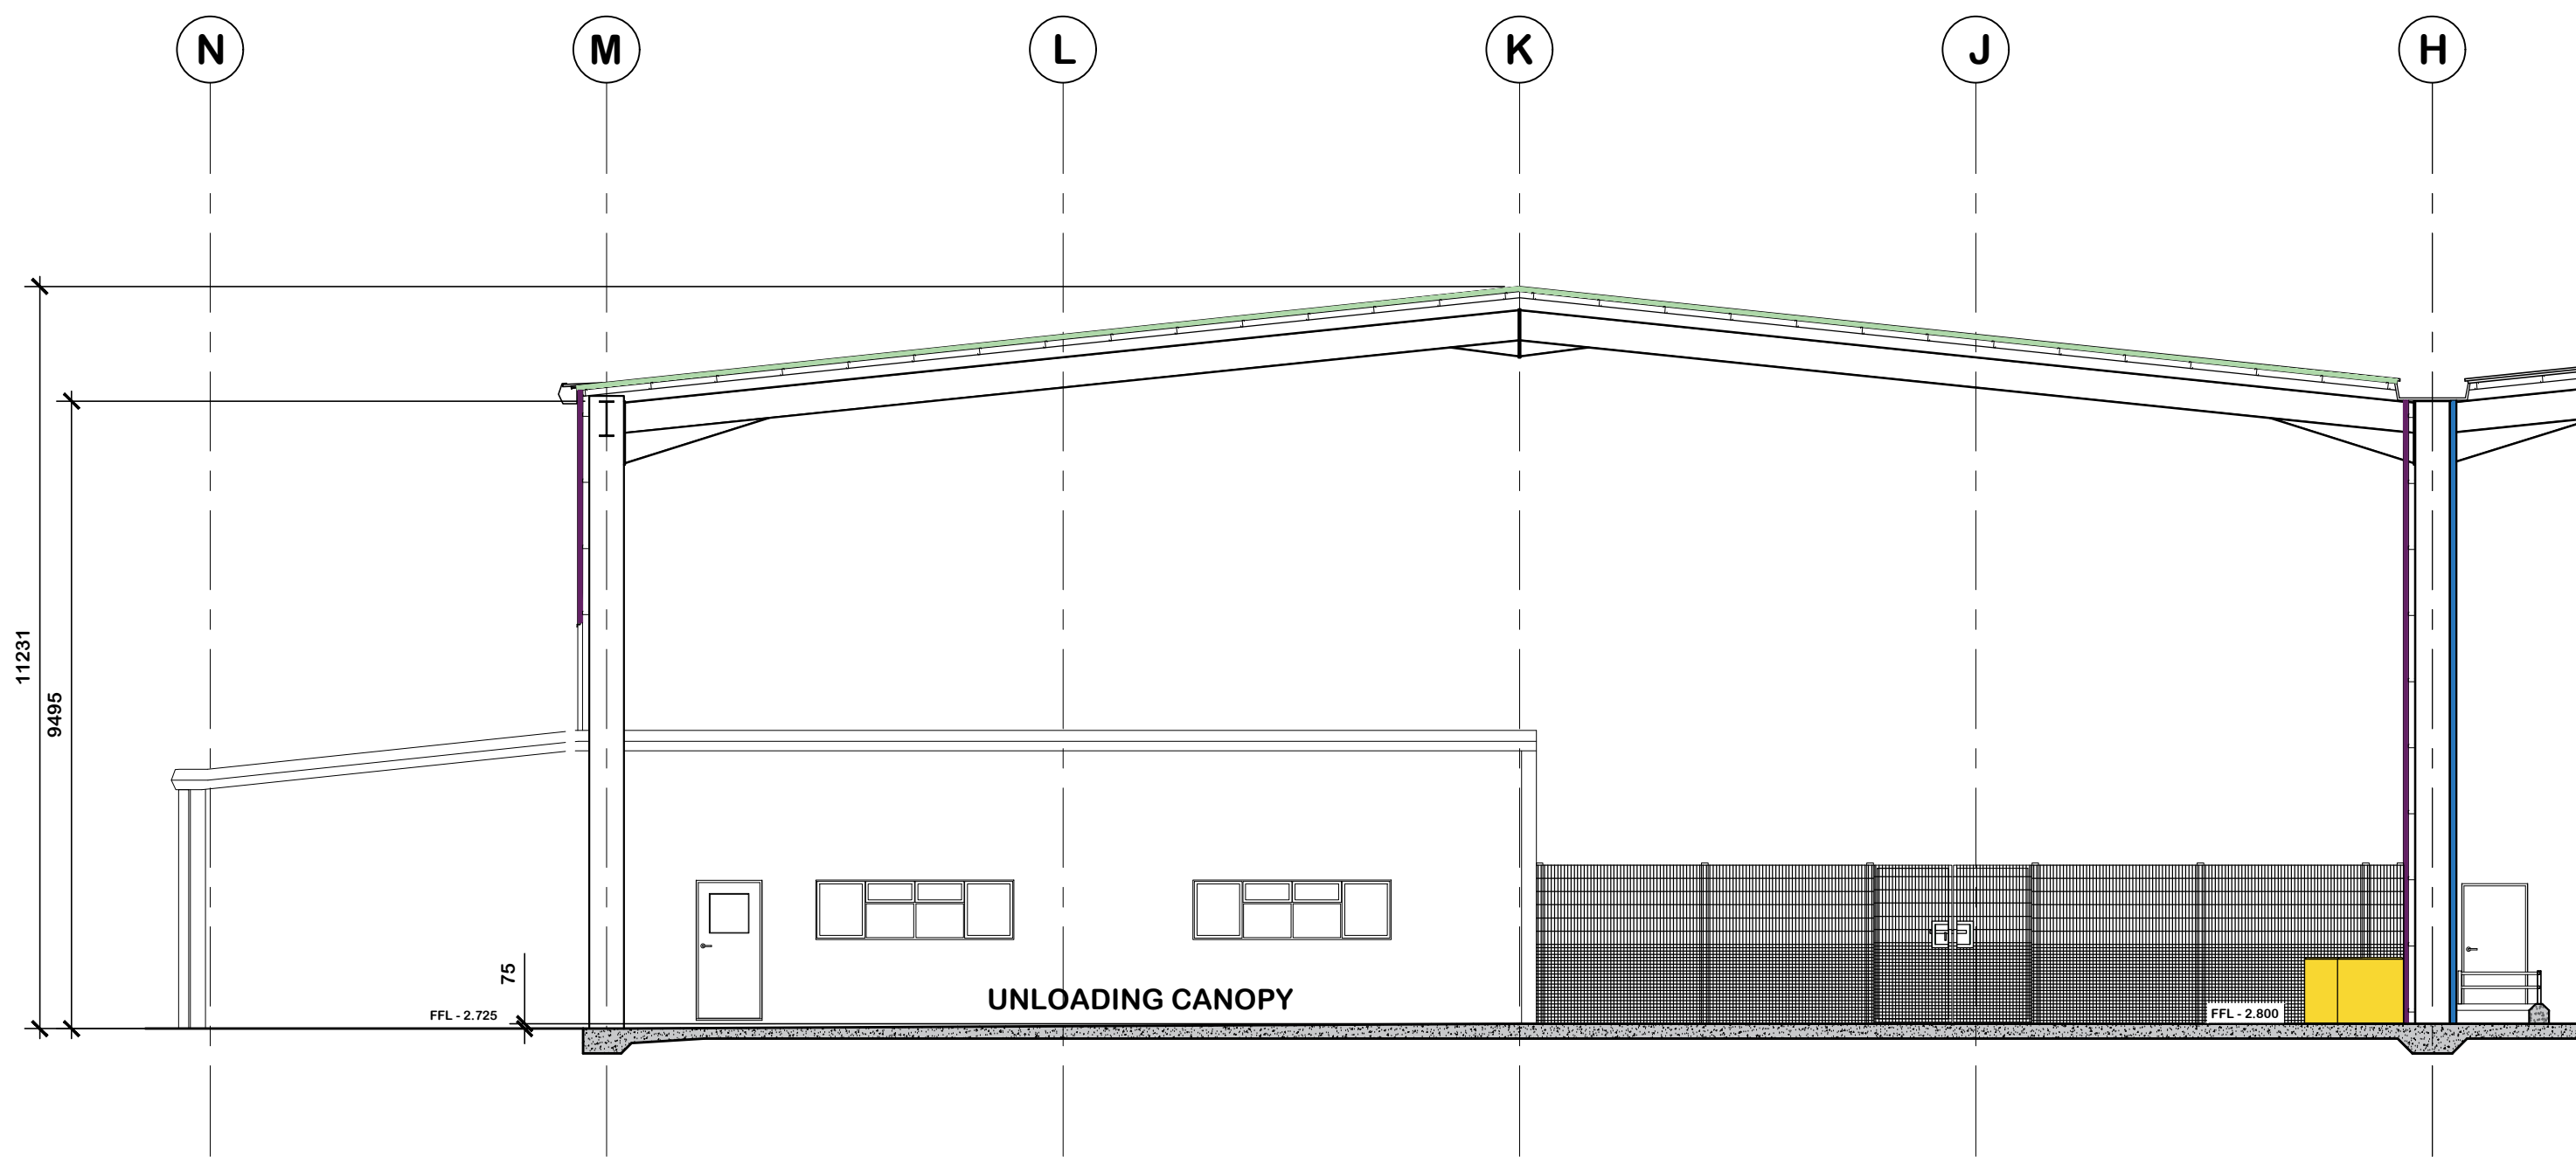 N
M
L
K
J
H
11231
9495
75
FFL - 2.725
UNLOADING CANOPY
FFL - 2.800